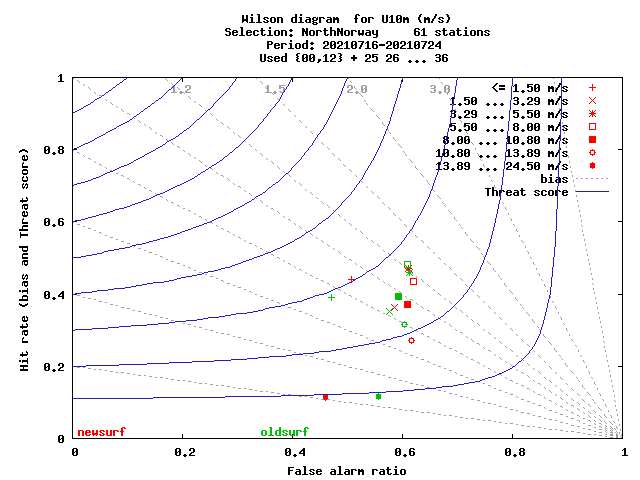 Wilson diagram  for U10m (m/s)
Selection: NorthNorway     61 stations
Period: 20210716-20210724
Used {00,12} + 25 26 ... 36
1
1.2
1.5
2.0
3.0
<= 1.50 m/s
1.50 ... 3.29 m/s
3.29 ... 5.50 m/s
5.50 ... 8.00 m/s
8.00 ... 10.80 m/s
10.80 ... 13.89 m/s
13.89 ... 24.50 m/s
bias
Threat score
0.8
0.6
0.4
0.2
0
Hit rate (bias and Threat score)
newsurf
oldsurf
0
0.2
0.4
0.6
0.8
1
False alarm ratio